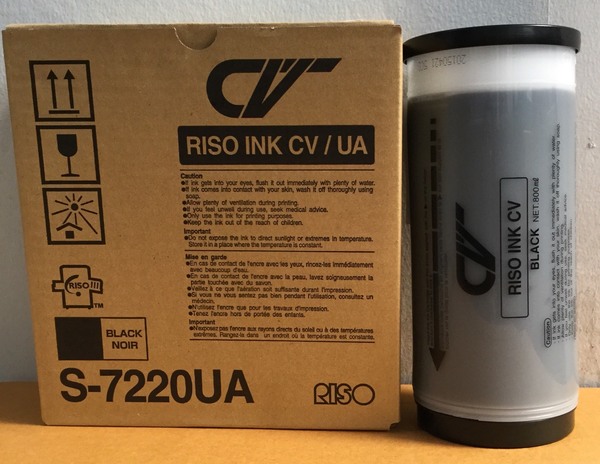 CV
RISO INK CV / UA
Caution
●If ink gets into your eyes, flush it out immediately with plenty of water.
●If ink comes into contact with your skin, wash it off thoroughly using
soap.
●Allow plenty of ventilation during printing.
●If you feel unwell during use, seek medical advice.
●Only use the ink for printing purposes.
●Keep the ink out of the reach of children.
Important
●Do not expose the ink to direct sunlight or extremes in temperature.
Store it in a place where the temperature is constant.
Mise en garde
●En cas de contact de l'encre avec les yeux, rincez-les immédiatement
avec beaucoup d'eau.
●En cas de contact de l'encre avec la peau, lavez soigneusement la
partie touchée avec du savon.
●Veillez à ce que l'aération soit suffisante durant l'impression.
●Si vous ne vous sentez pas bien pendant l'utilisation, consultez un
médecin.
●N'utilisez l'encre que pour les travaux d'impression.
●Tenez l'encre hors de portée des enfants.
Important
●N'exposez pas l'encre aux rayons directs du soleil ou à des températures
extrêmes. Rangez-la dans un endroit où la température est constante.
RISO!!!
TM
BLACK
NOIR
S-7220UA
RISO
CV
RISO INK CV
BLACK NET.800ml
Caution